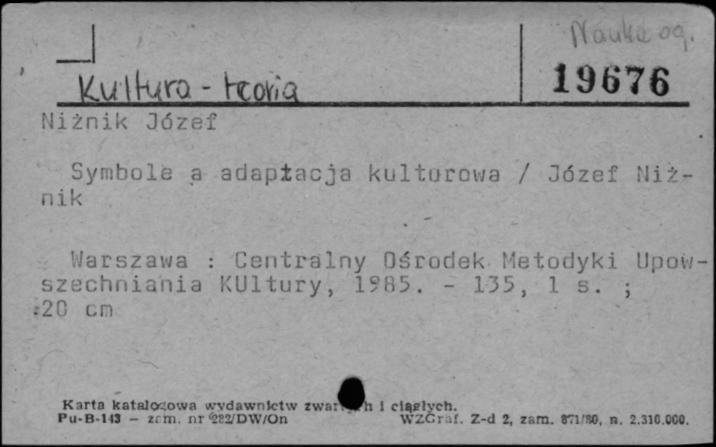 Nauka og.
19676
Kultura - teoria
Niżnik Józef
Symbole a adaptacja kulturowa / Józef Niż-
nik
Warszawa : Centralny Ośrodek Metodyki Upow-
szechniania KUltury, 1985. - 135, 1 s. ;
20 cm
Karta katalogowa wydawnictw zwartych i ciągłych.
Pu-B-143 — zam. nr 282/DW/On
WZGraf. Z-d 2, zam. 871/80, n. 2.310.000.